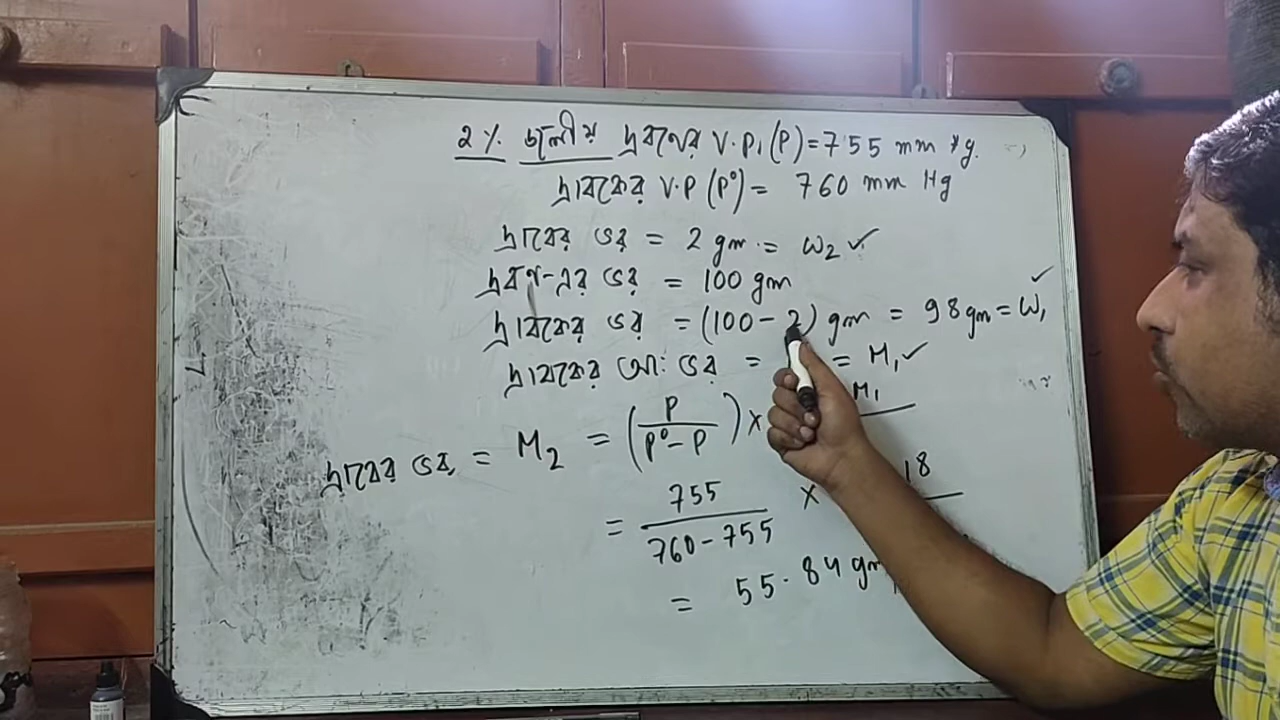 ২ % জলীয় দ্রবণের V.P, (P) = 755 mm Hg.
দ্রাবকের V.P (P°) = 760 mm Hg
দ্রাবের ভর = 2 gm. = W₂ ✓
দ্রবণ-এর ভর = 100 gm
দ্রাবকের ভর = (100 - 2) gm = 98 gm = W₁ ✓
দ্রাবকের আঃ ভর = = M₁ ✓
দ্রাবের ভর, = M₂ = (P / P° - P) × M₁
= 755 / 760 - 755 × 18
= 55.84 gm